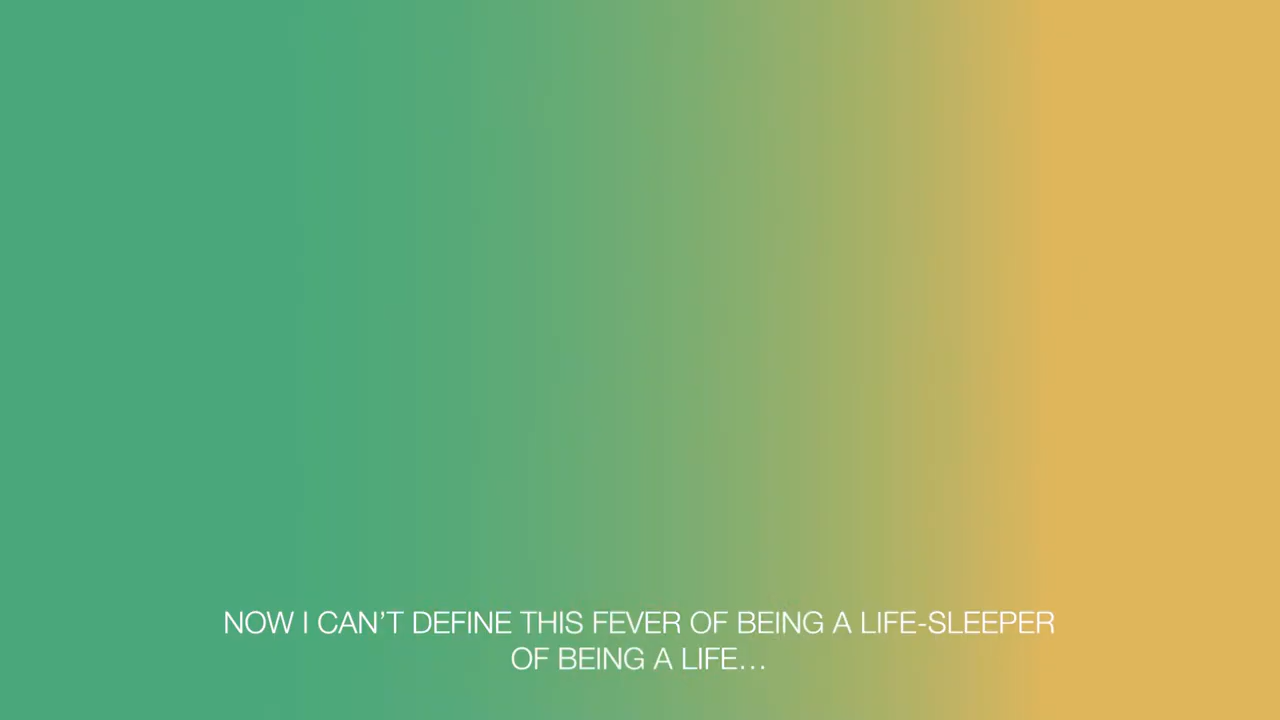 NOW I CAN’T DEFINE THIS FEVER OF BEING A LIFE-SLEEPER
OF BEING A LIFE…